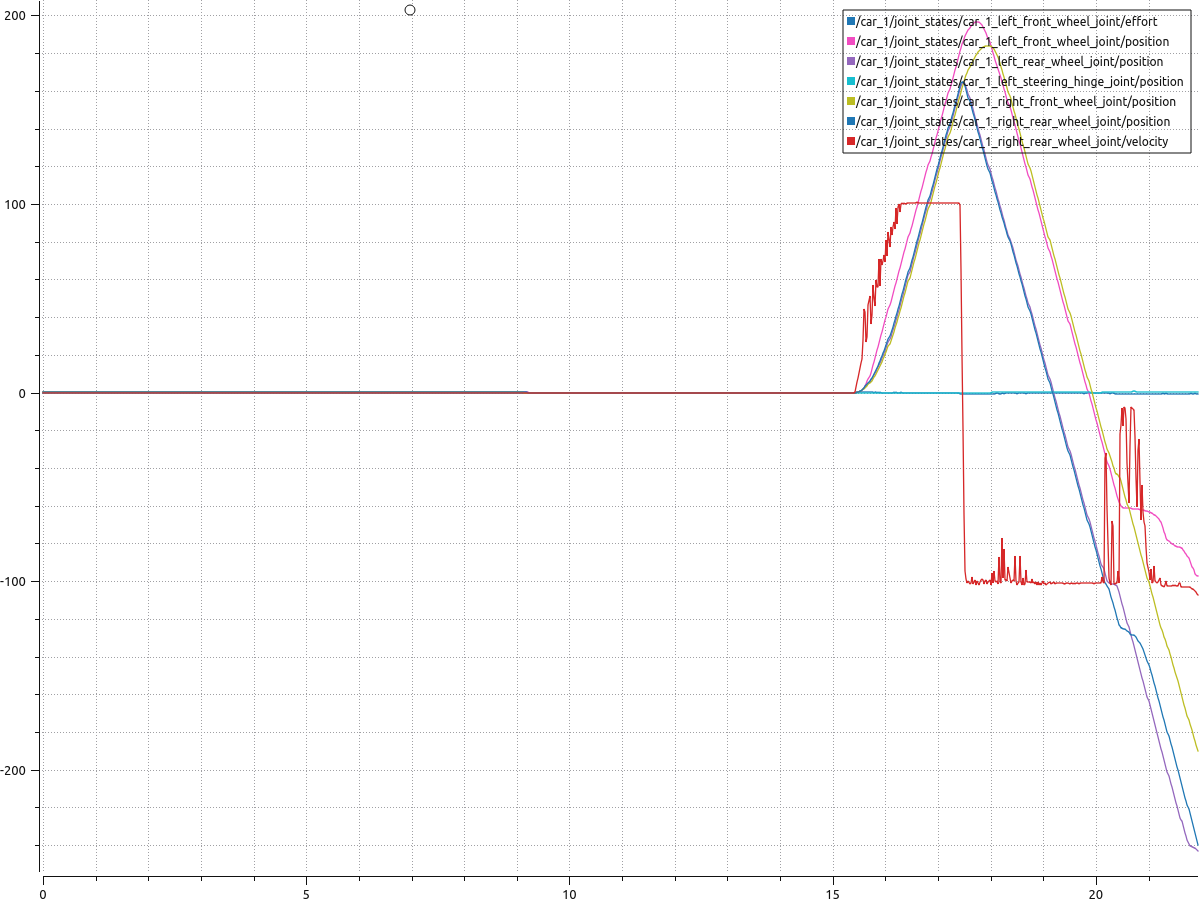 200
/car_1/joint_states/car_1_left_front_wheel_joint/effort
/car_1/joint_states/car_1_left_front_wheel_joint/position
/car_1/joint_states/car_1_left_rear_wheel_joint/position
/car_1/joint_states/car_1_left_steering_hinge_joint/position
/car_1/joint_states/car_1_right_front_wheel_joint/position
/car_1/joint_states/car_1_right_rear_wheel_joint/position
/car_1/joint_states/car_1_right_rear_wheel_joint/velocity
100
0
-100
-200
0 5 10 15 20